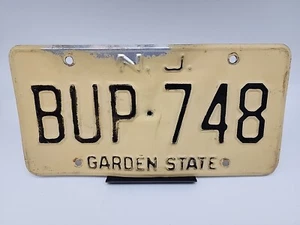 N.J.
BUP·748
GARDEN STATE